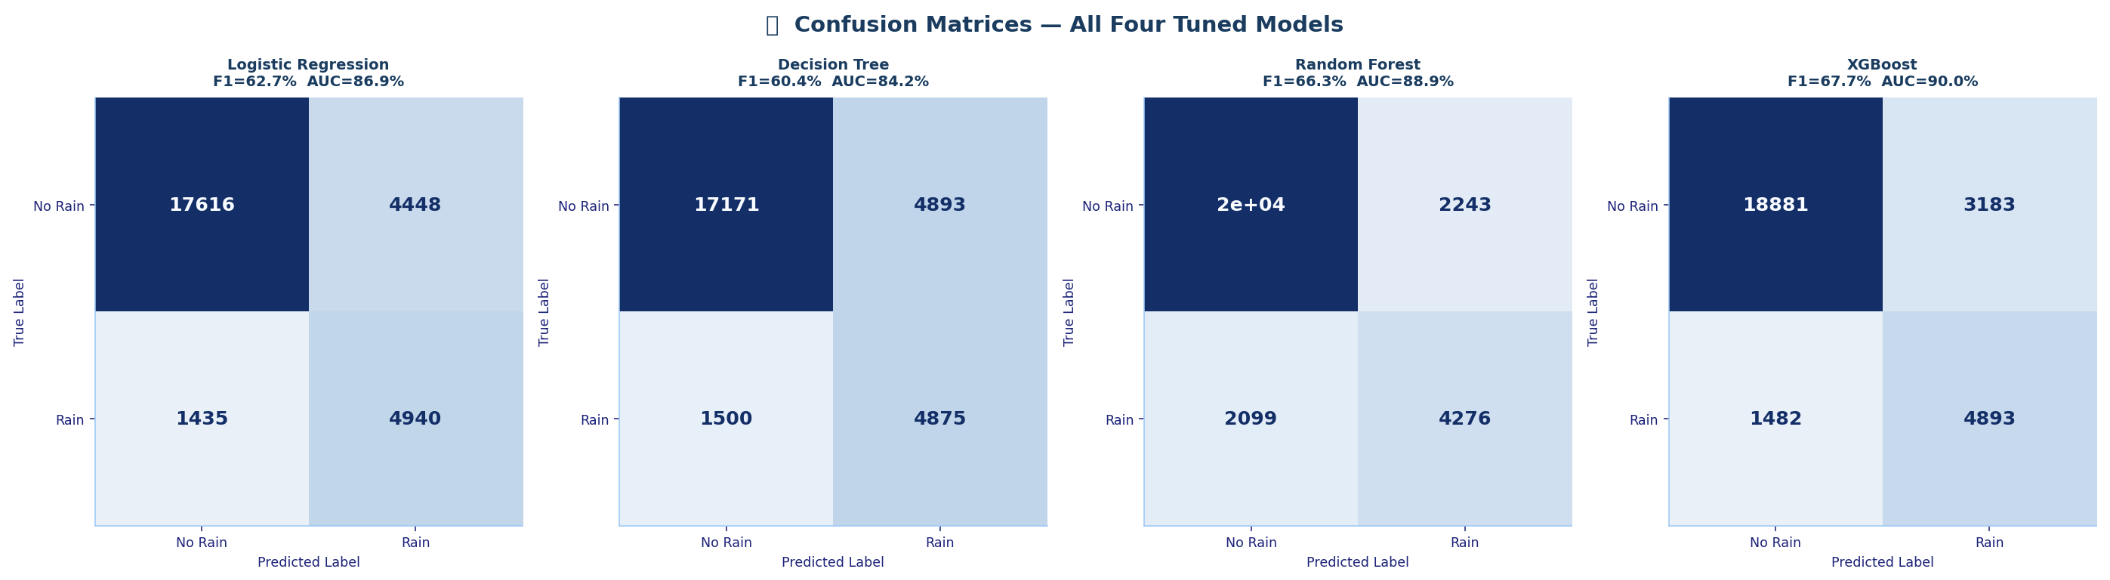 Confusion Matrices — All Four Tuned Models
Logistic Regression
F1=62.7%  AUC=86.9%
True Label
No Rain
17616
4448
Rain
1435
4940
No Rain
Rain
Predicted Label
Decision Tree
F1=60.4%  AUC=84.2%
True Label
No Rain
17171
4893
Rain
1500
4875
No Rain
Rain
Predicted Label
Random Forest
F1=66.3%  AUC=88.9%
True Label
No Rain
2e+04
2243
Rain
2099
4276
No Rain
Rain
Predicted Label
XGBoost
F1=67.7%  AUC=90.0%
True Label
No Rain
18881
3183
Rain
1482
4893
No Rain
Rain
Predicted Label